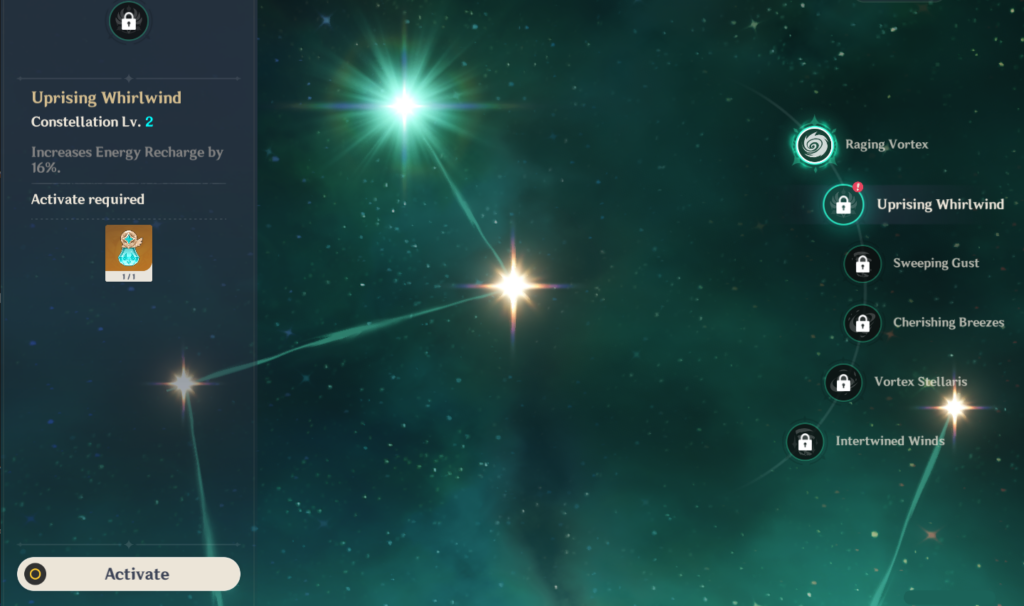 Uprising Whirlwind
Constellation Lv. 2
Increases Energy Recharge by
16%.
Activate required
1 / 1
Activate
Raging Vortex
!
Uprising Whirlwind
Sweeping Gust
Cherishing Breezes
Vortex Stellaris
Intertwined Winds